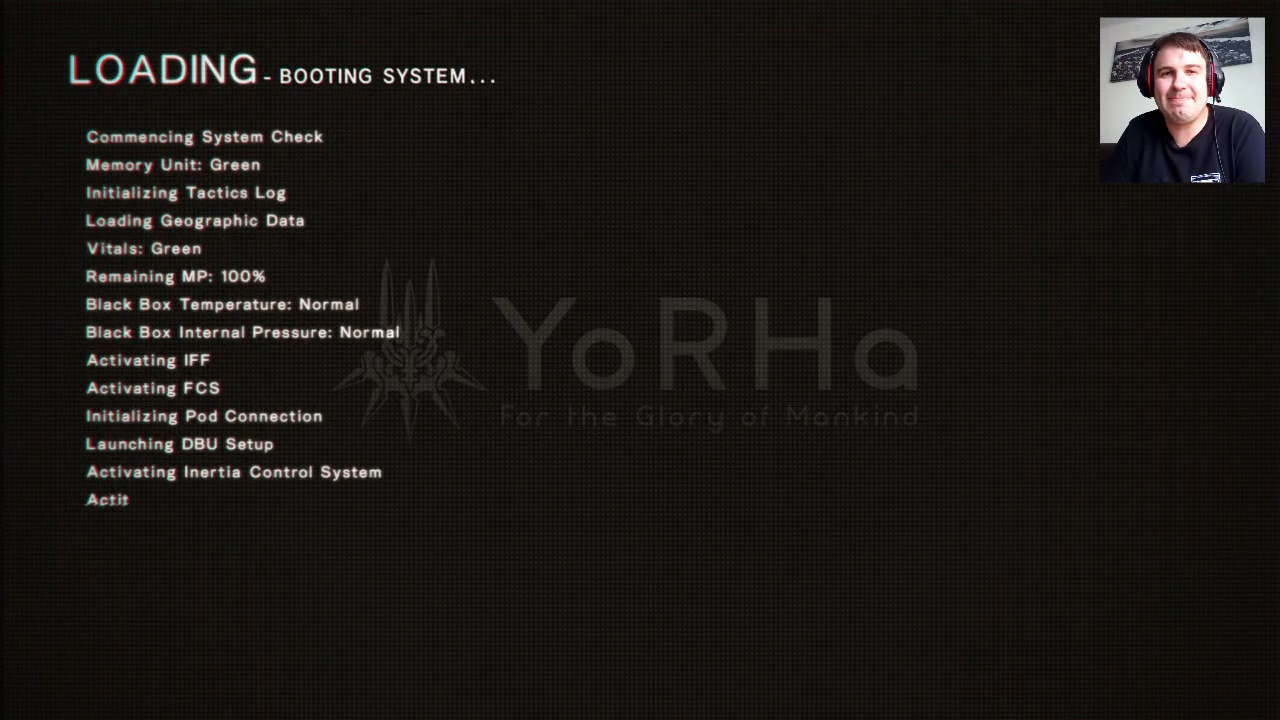 LOADING - BOOTING SYSTEM...
Commencing System Check
Memory Unit: Green
Initializing Tactics Log
Loading Geographic Data
Vitals: Green
Remaining MP: 100%
Black Box Temperature: Normal
Black Box Internal Pressure: Normal
Activating IFF
Activating FCS
Initializing Pod Connection
Launching DBU Setup
Activating Inertia Control System
Actit
YoRHa
For the Glory of Mankind